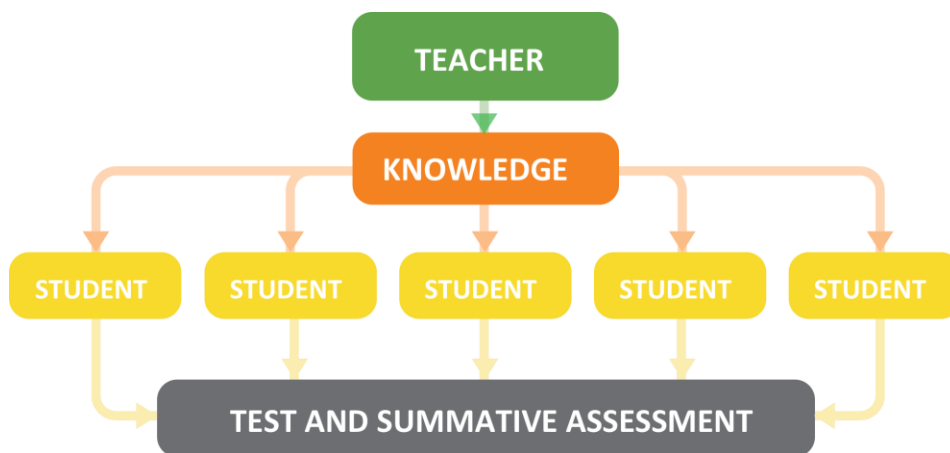 TEACHER
KNOWLEDGE
STUDENT STUDENT STUDENT STUDENT STUDENT
TEST AND SUMMATIVE ASSESSMENT